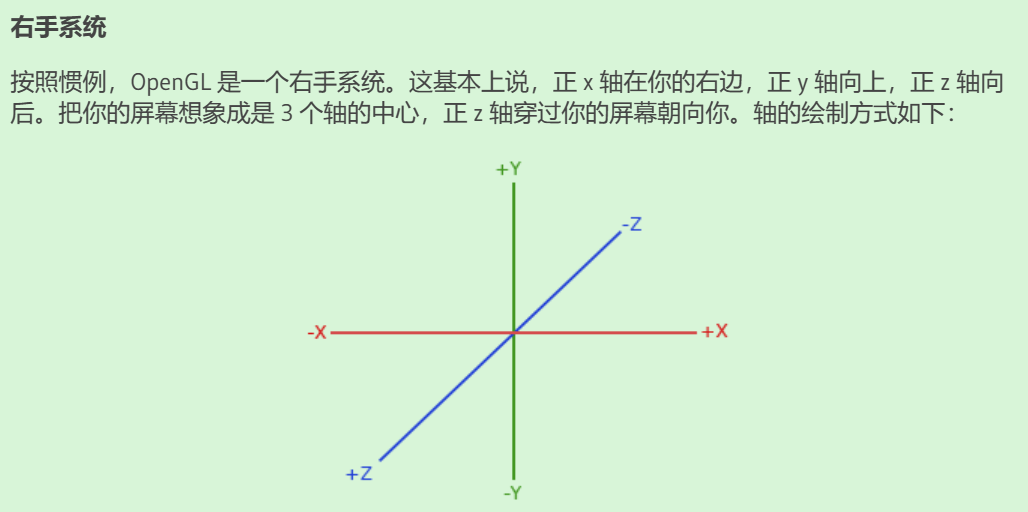 右手系统
按照惯例，OpenGL 是一个右手系统。这基本上说，正 x 轴在你的右边，正 y 轴向上，正 z 轴向
后。把你的屏幕想象成是 3 个轴的中心，正 z 轴穿过你的屏幕朝向你。轴的绘制方式如下：
+Y
-Z
-X
+X
+Z
-Y